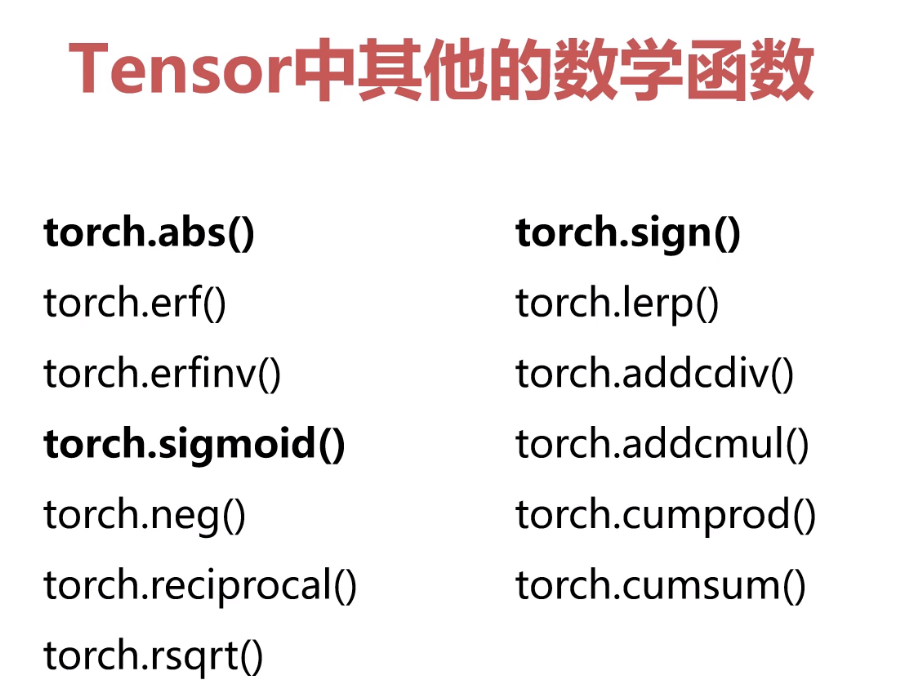 Tensor中其他的数学函数
torch.abs()
torch.erf()
torch.erfinv()
torch.sigmoid()
torch.neg()
torch.reciprocal()
torch.rsqrt()
torch.sign()
torch.lerp()
torch.addcdiv()
torch.addcmul()
torch.cumprod()
torch.cumsum()